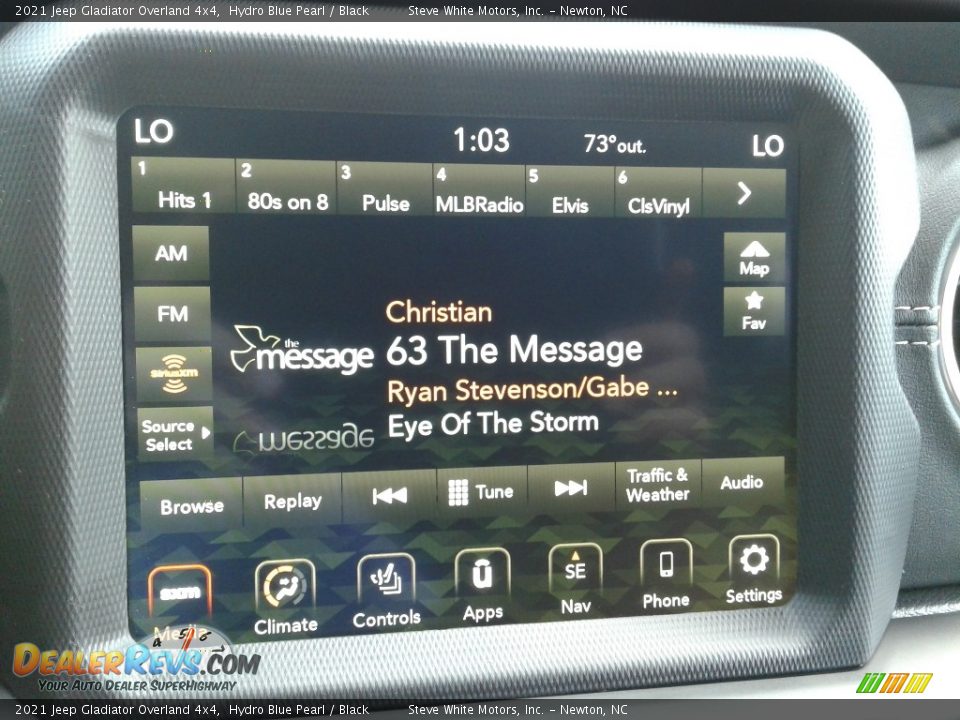 2021 Jeep Gladiator Overland 4x4,  Hydro Blue Pearl / Black        Steve White Motors, Inc. - Newton, NC
LO 1:03 73°out. LO
1 Hits 1 2 80s on 8 3 Pulse 4 MLBRadio 5 Elvis 6 ClsVinyl
AM
Map
FM
Fav
Christian
the message
63 The Message
SiriusXM
Ryan Stevenson/Gabe ...
Eye Of The Storm
Source Select
message
Browse Replay Tune Traffic & Weather Audio
sxm
SE
Climate Controls Apps Nav Phone Settings
DealerRevs.com
Your Auto Dealer SuperHighway
2021 Jeep Gladiator Overland 4x4,  Hydro Blue Pearl / Black        Steve White Motors, Inc. - Newton, NC